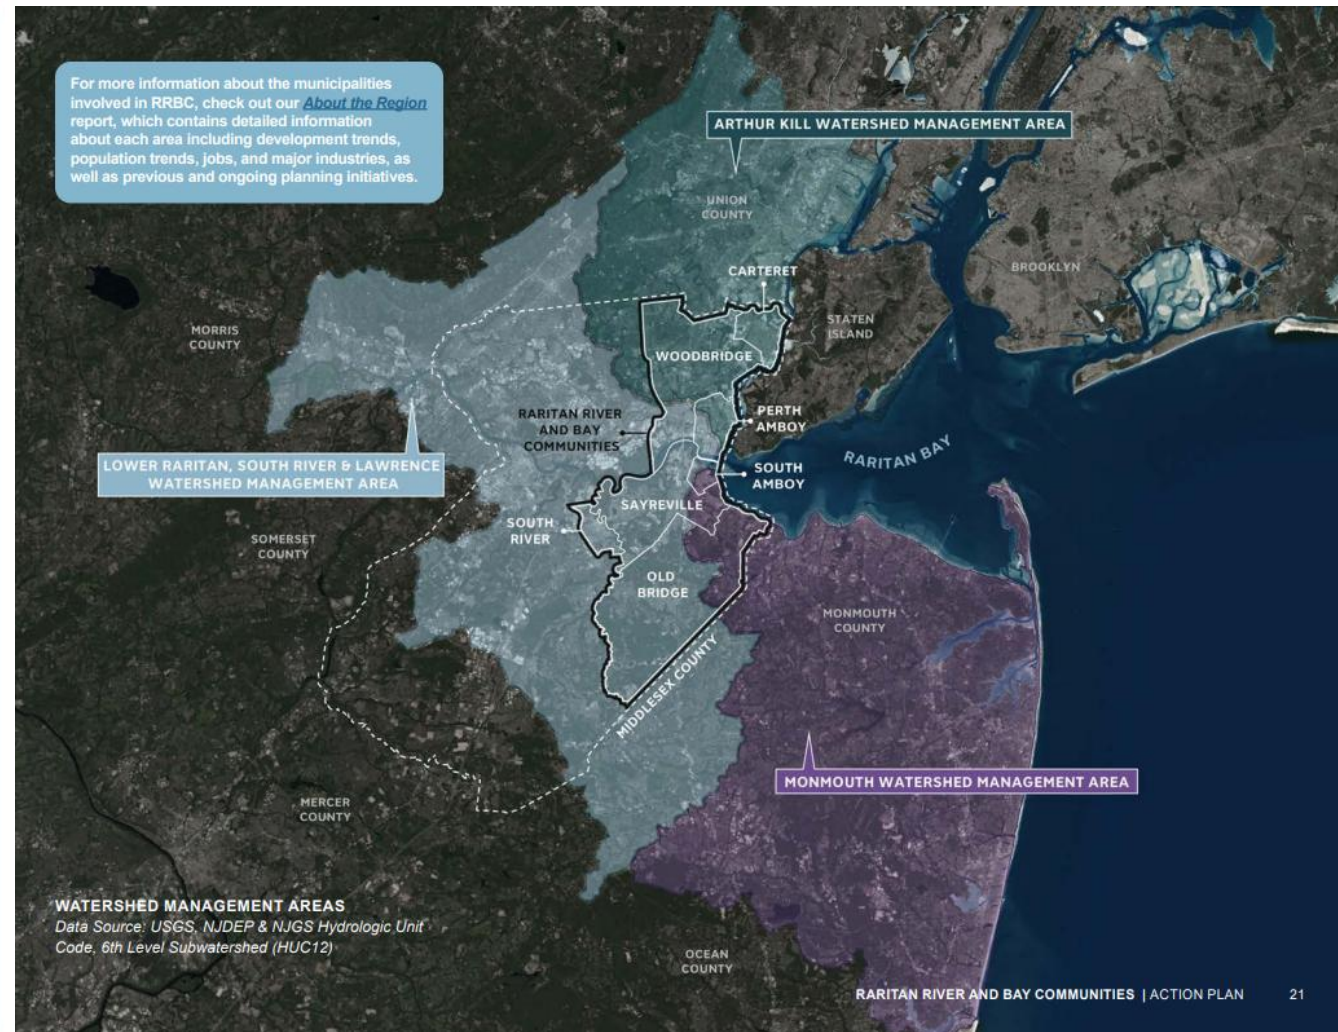 For more information about the municipalities
involved in RRBC, check out our About the Region
report, which contains detailed information
about each area including development trends,
population trends, jobs, and major industries, as
well as previous and ongoing planning initiatives.
ARTHUR KILL WATERSHED MANAGEMENT AREA
UNION
COUNTY
CARTERET
BROOKLYN
MORRIS
COUNTY
STATEN
ISLAND
WOODBRIDGE
RARITAN RIVER
AND BAY
COMMUNITIES
PERTH
AMBOY
RARITAN BAY
LOWER RARITAN, SOUTH RIVER & LAWRENCE
WATERSHED MANAGEMENT AREA
SOUTH
AMBOY
SAYREVILLE
SOUTH
RIVER
SOMERSET
COUNTY
OLD
BRIDGE
MONMOUTH
COUNTY
MIDDLESEX COUNTY
MONMOUTH WATERSHED MANAGEMENT AREA
MERCER
COUNTY
WATERSHED MANAGEMENT AREAS
Data Source: USGS, NJDEP & NJGS Hydrologic Unit
Code, 6th Level Subwatershed (HUC12)
OCEAN
COUNTY
RARITAN RIVER AND BAY COMMUNITIES | ACTION PLAN 21